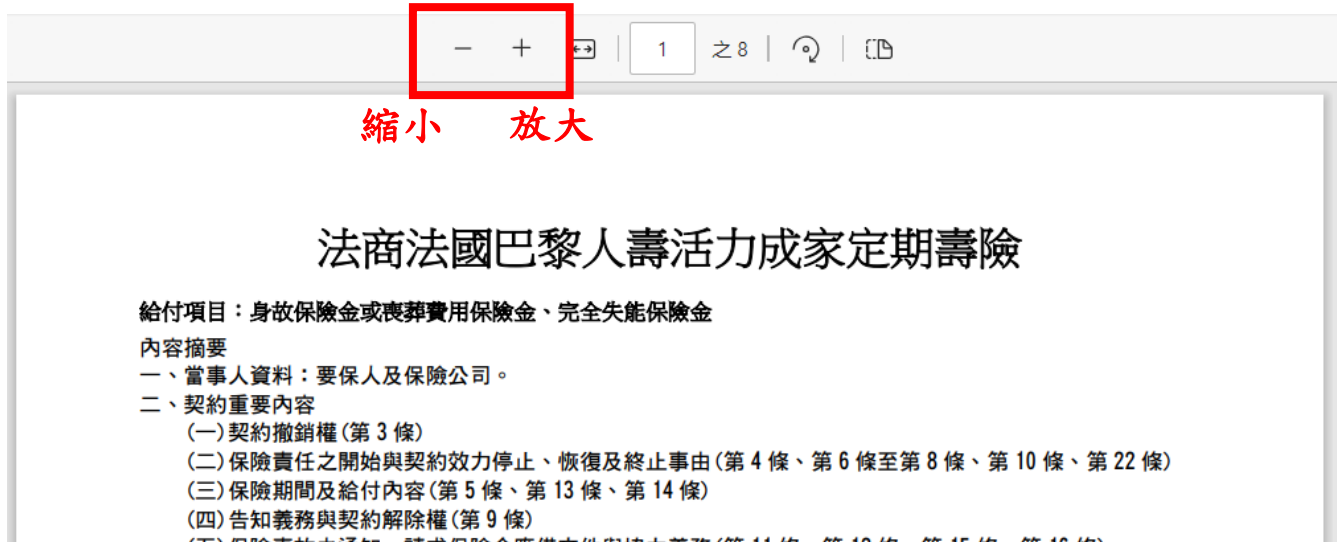 1 之8
縮小 放大
法商法國巴黎人壽活力成家定期壽險
給付項目：身故保險金或喪葬費用保險金、完全失能保險金
內容摘要
一、當事人資料：要保人及保險公司。
二、契約重要內容
(一)契約撤銷權(第 3 條)
(二)保險責任之開始與契約效力停止、恢復及終止事由(第 4 條、第 6 條至第 8 條、第 10 條、第 22 條)
(三)保險期間及給付內容(第 5 條、第 13 條、第 14 條)
(四)告知義務與契約解除權(第 9 條)